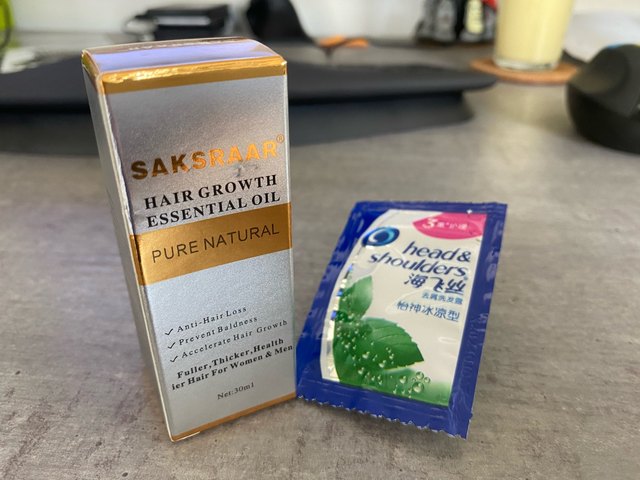 SAKSRAAR®
HAIR GROWTH
ESSENTIAL OIL
PURE NATURAL
✓ Anti-Hair Loss
✓ Prevent Baldness
✓ Accelerate Hair Growth
Fuller,Thicker,Health
ier Hair For Women & Men
Net:30ml
head&
shoulders
海飞丝
去屑洗发露
怡神冰凉型